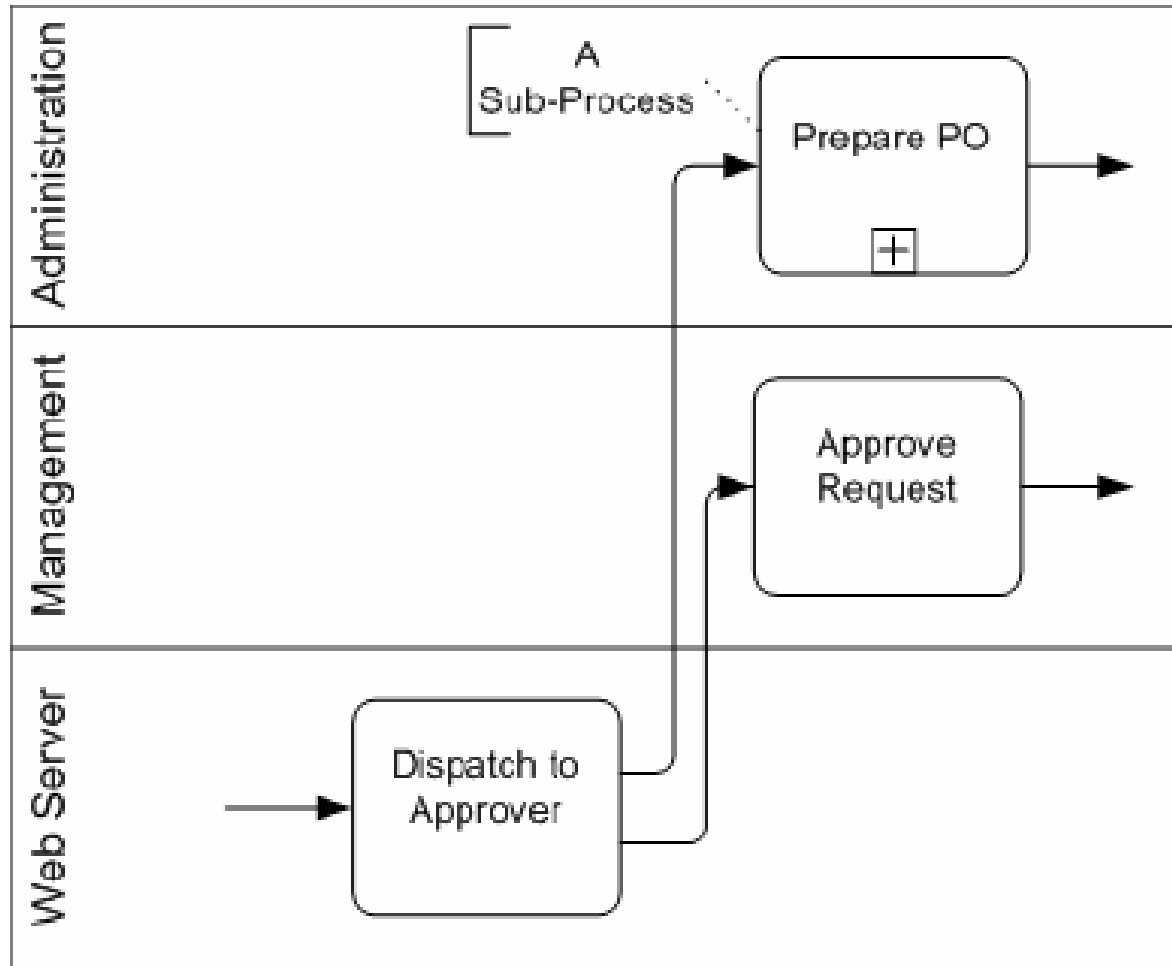 Administration
A
Sub-Process
Prepare PO
Management
Approve
Request
Web Server
Dispatch to
Approver